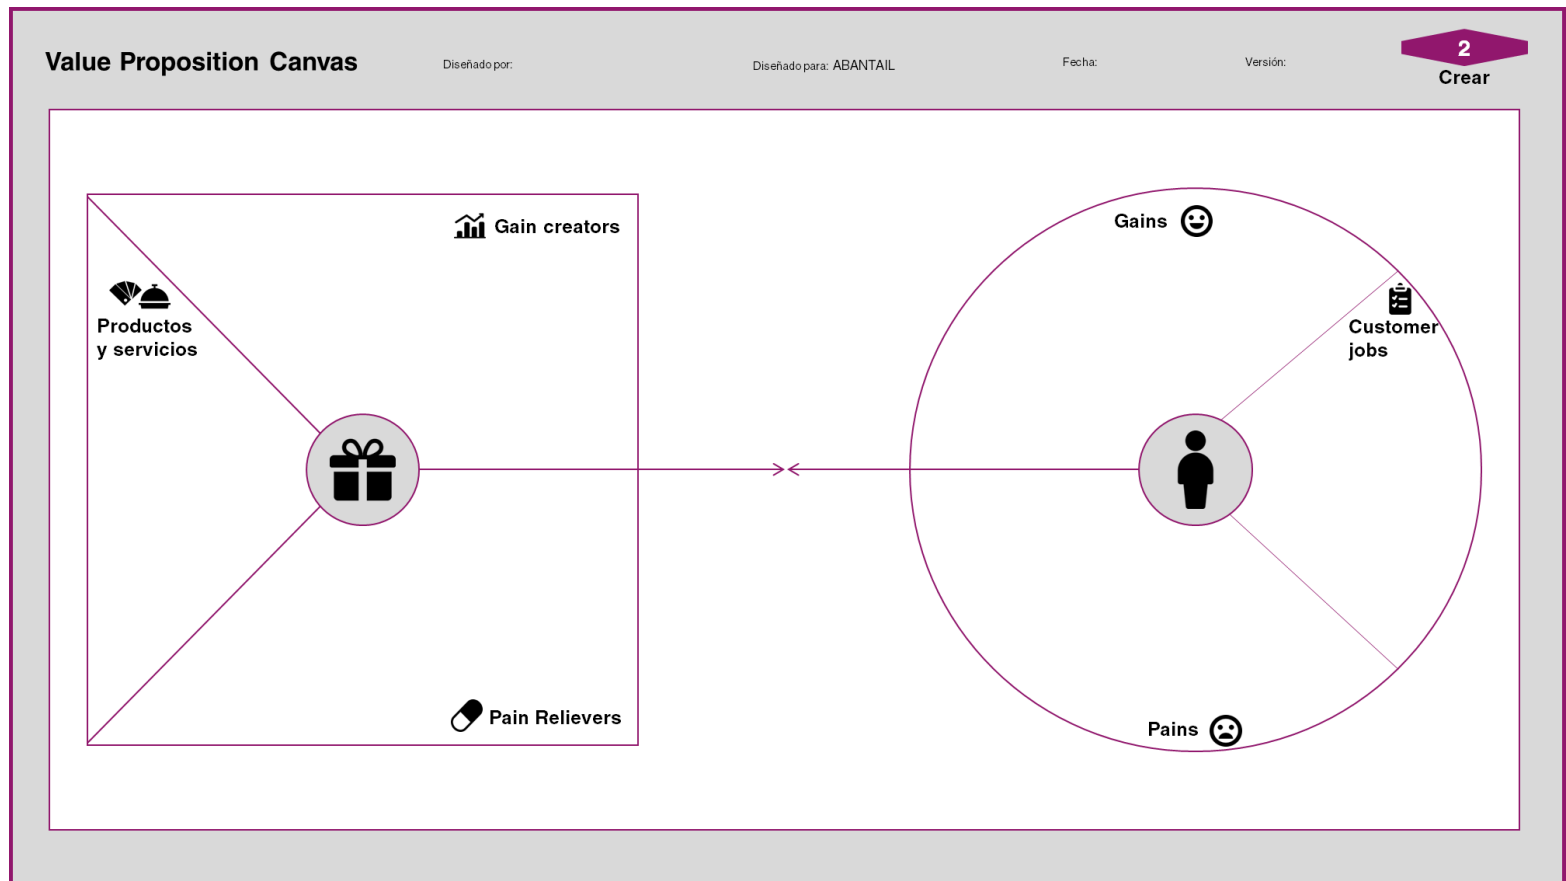 Value Proposition Canvas
Diseñado por:
Diseñado para: ABANTAIL
Fecha:
Versión:
2
Crear
Gain creators
Productos
y servicios
Pain Relievers
Gains
Customer
jobs
Pains